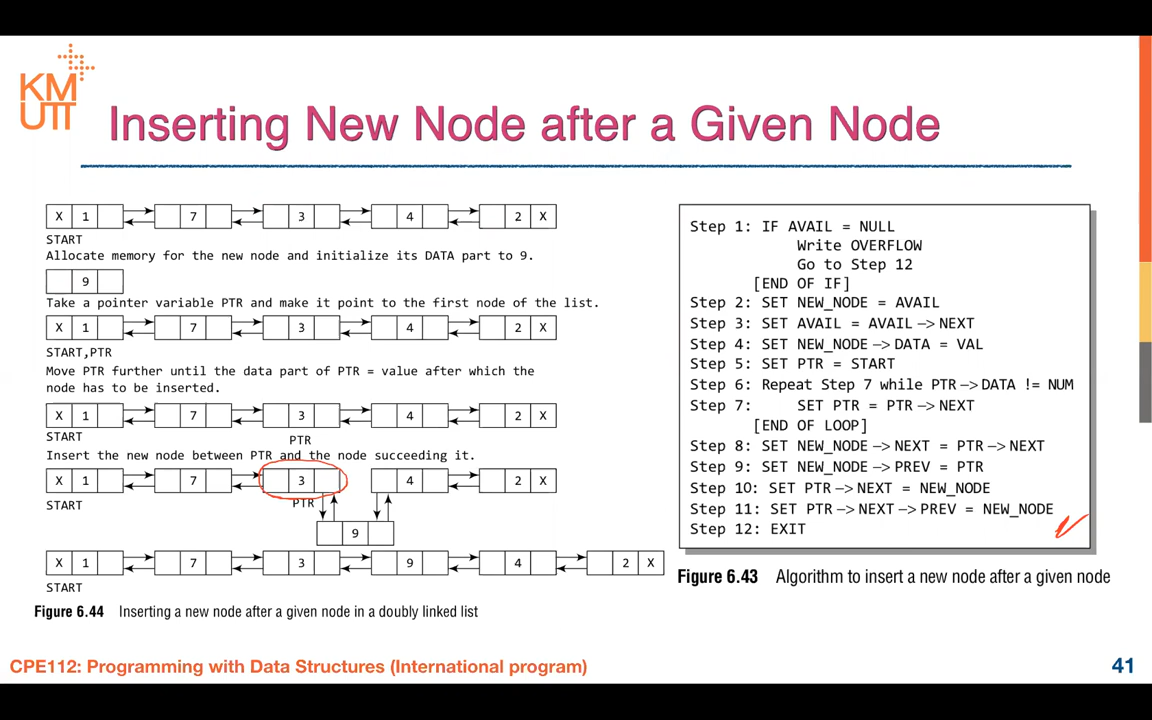 KM
UTT
Inserting New Node after a Given Node
X 1 7 3 4 2 X
START
Allocate memory for the new node and initialize its DATA part to 9.
9
Take a pointer variable PTR and make it point to the first node of the list.
X 1 7 3 4 2 X
START,PTR
Move PTR further until the data part of PTR = value after which the
node has to be inserted.
X 1 7 3 4 2 X
START
PTR
Insert the new node between PTR and the node succeeding it.
X 1 7 3 4 2 X
START PTR
9
X 1 7 3 9 4 2 X
START
Figure 6.44 Inserting a new node after a given node in a doubly linked list
Step 1: IF AVAIL = NULL
Write OVERFLOW
Go to Step 12
[END OF IF]
Step 2: SET NEW_NODE = AVAIL
Step 3: SET AVAIL = AVAIL->NEXT
Step 4: SET NEW_NODE->DATA = VAL
Step 5: SET PTR = START
Step 6: Repeat Step 7 while PTR->DATA != NUM
Step 7: SET PTR = PTR->NEXT
[END OF LOOP]
Step 8: SET NEW_NODE->NEXT = PTR->NEXT
Step 9: SET NEW_NODE->PREV = PTR
Step 10: SET PTR->NEXT = NEW_NODE
Step 11: SET PTR->NEXT->PREV = NEW_NODE
Step 12: EXIT
Figure 6.43 Algorithm to insert a new node after a given node
CPE112: Programming with Data Structures (International program)
41